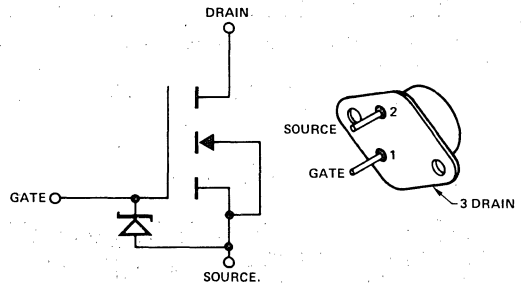 DRAIN
GATE
SOURCE.
SOURCE
2
GATE
1
3 DRAIN